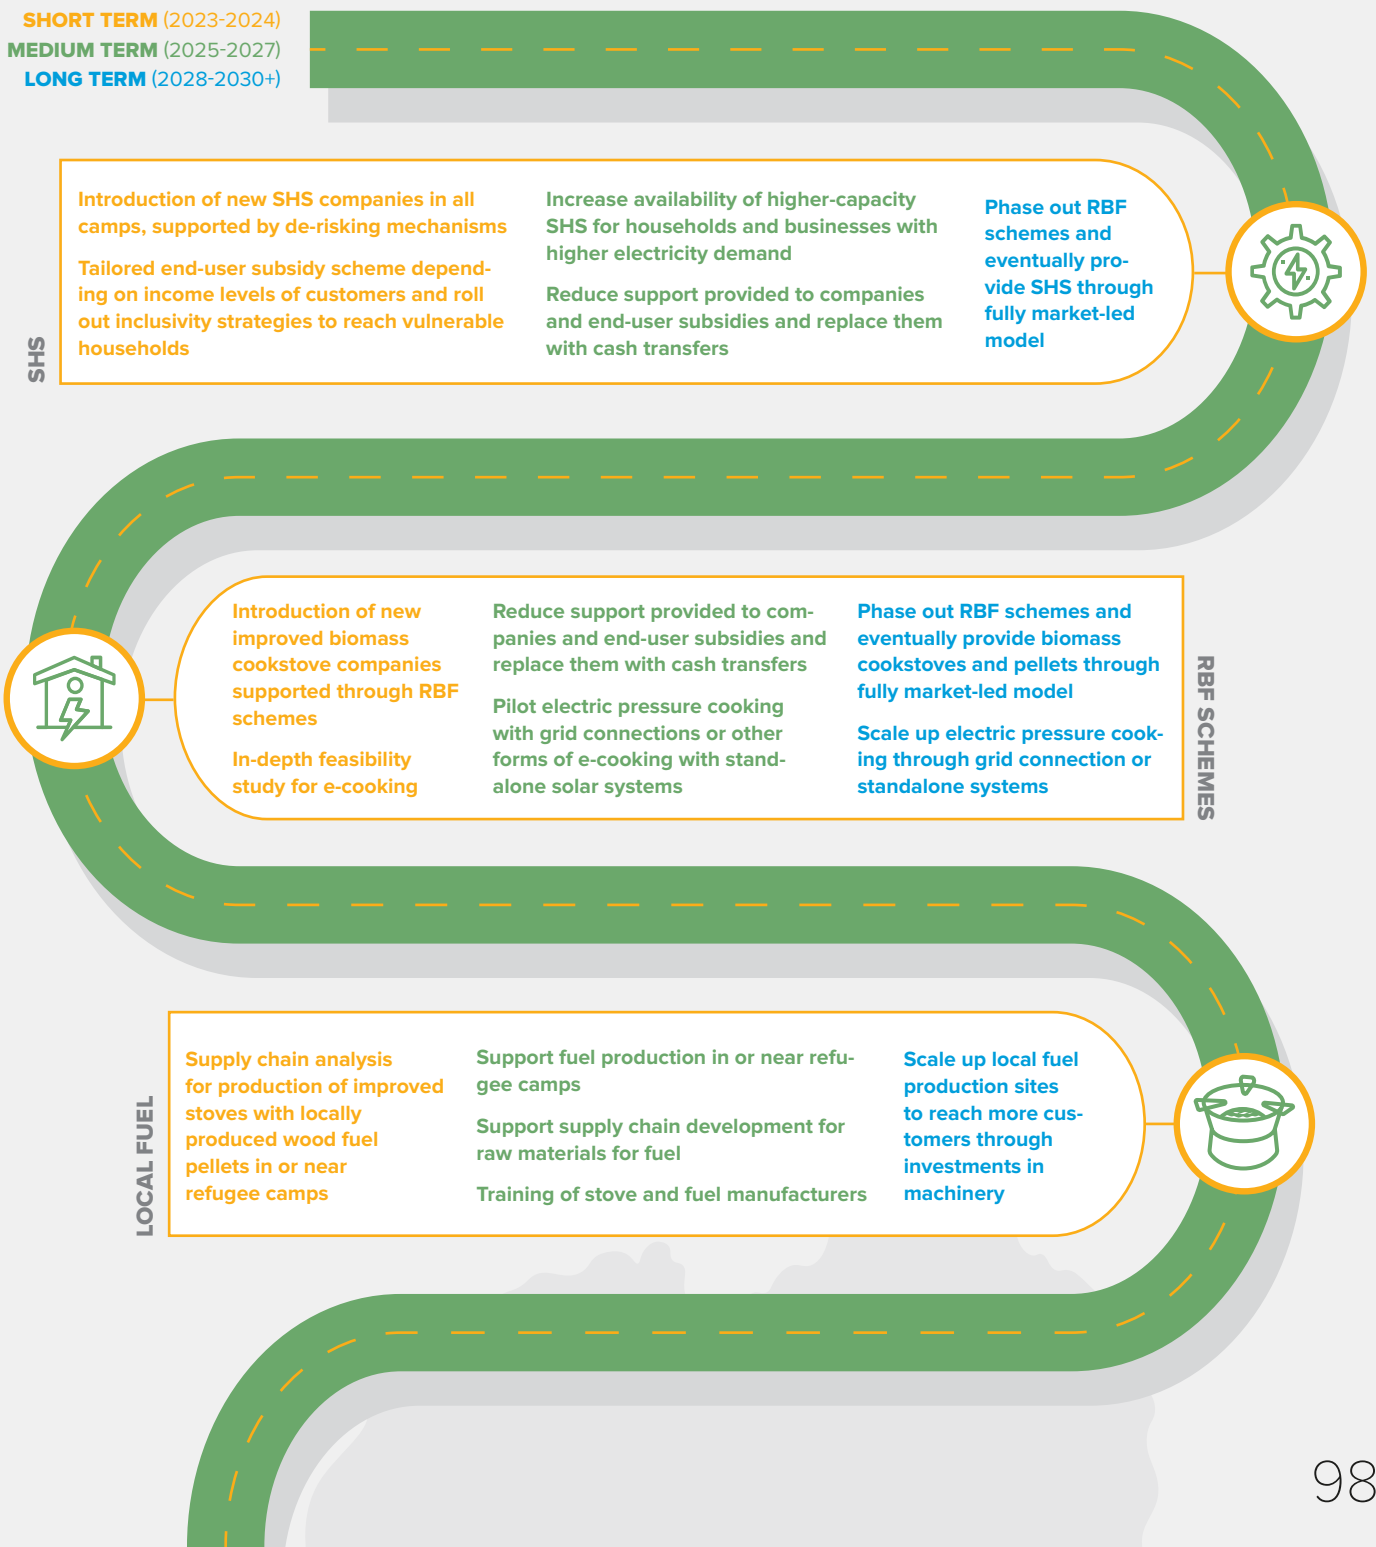 SHORT TERM (2023-2024)
MEDIUM TERM (2025-2027)
LONG TERM (2028-2030+)
SHS
Introduction of new SHS companies in all
camps, supported by de-risking mechanisms
Tailored end-user subsidy scheme depend-
ing on income levels of customers and roll
out inclusivity strategies to reach vulnerable
households
Increase availability of higher-capacity
SHS for households and businesses with
higher electricity demand
Reduce support provided to companies
and end-user subsidies and replace them
with cash transfers
Phase out RBF
schemes and
eventually pro-
vide SHS through
fully market-led
model
Introduction of new
improved biomass
cookstove companies
supported through RBF
schemes
In-depth feasibility
study for e-cooking
Reduce support provided to com-
panies and end-user subsidies and
replace them with cash transfers
Pilot electric pressure cooking
with grid connections or other
forms of e-cooking with stand-
alone solar systems
Phase out RBF schemes and
eventually provide biomass
cookstoves and pellets through
fully market-led model
Scale up electric pressure cook-
ing through grid connection or
standalone systems
RBF SCHEMES
LOCAL FUEL
Supply chain analysis
for production of improved
stoves with locally
produced wood fuel
pellets in or near
refugee camps
Support fuel production in or near refu-
gee camps
Support supply chain development for
raw materials for fuel
Training of stove and fuel manufacturers
Scale up local fuel
production sites
to reach more cus-
tomers through
investments in
machinery
98